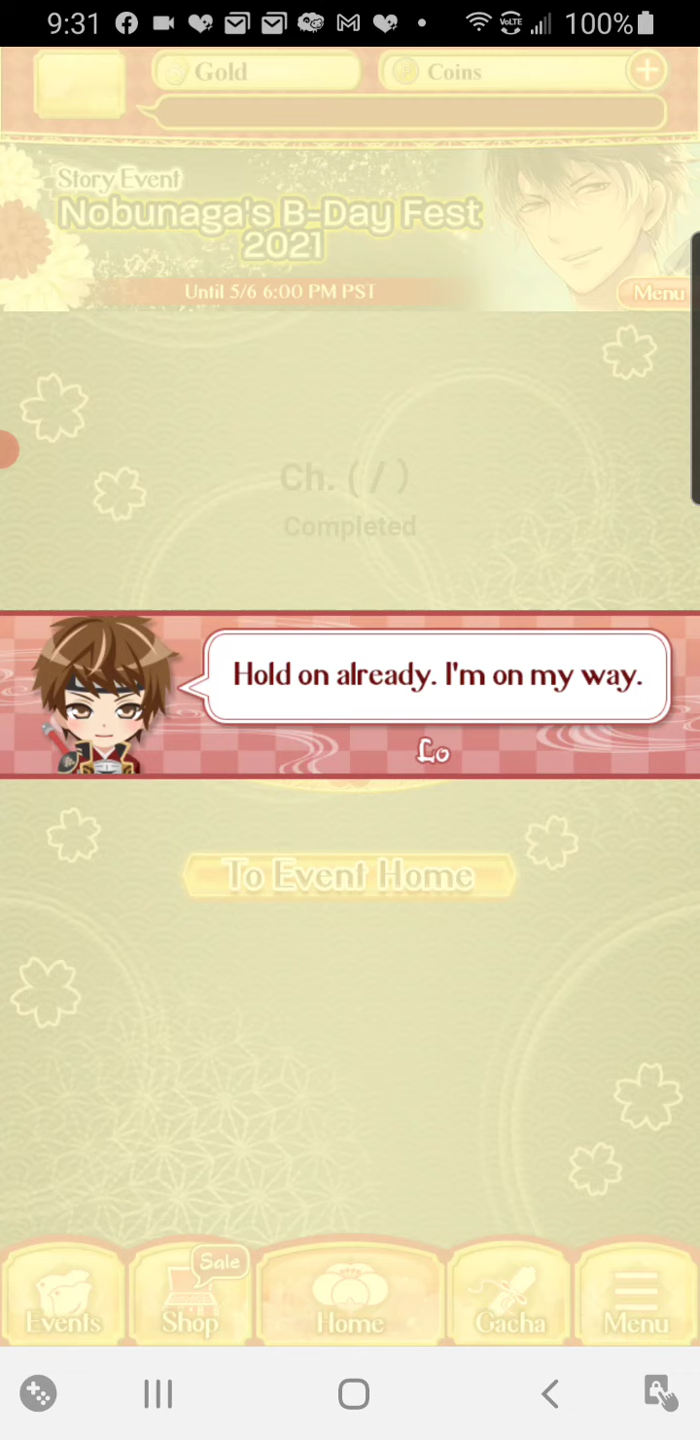 9:31
VoLTE
100%
Gold
Coins
Story Event
Nobunaga's B-Day Fest
2021
Until 5/6 6:00 PM PST
Menu
Ch. ( / )
Completed
Hold on already. I'm on my way.
Lo
To Event Home
Sale
Events
Shop
Home
Gacha
Menu